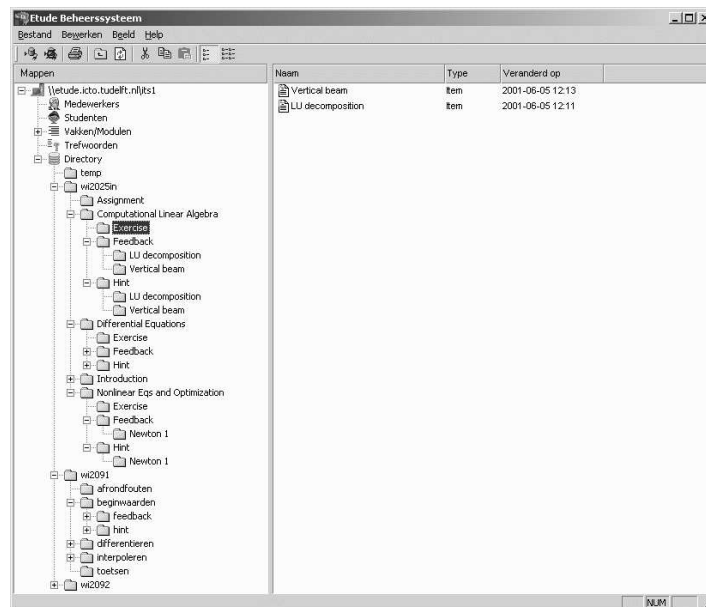 Etude Beheerssysteem
Bestand Bewerken Beeld Help
Mappen
\\etude.icto.tudelft.nl\its1
Medewerkers
Studenten
Vakken/Modulen
Trefwoorden
Directory
temp
wi2025in
Assignment
Computational Linear Algebra
Exercise
Feedback
LU decomposition
Vertical beam
Hint
LU decomposition
Vertical beam
Differential Equations
Exercise
Feedback
Hint
Introduction
Nonlinear Eqs and Optimization
Exercise
Feedback
Newton 1
Hint
Newton 1
wi2091
afrondfouten
beginwaarden
feedback
hint
differentieren
interpoleren
toetsen
wi2092
Naam Type Veranderd op
Vertical beam Item 2001-06-05 12:13
LU decomposition Item 2001-06-05 12:11
NUM